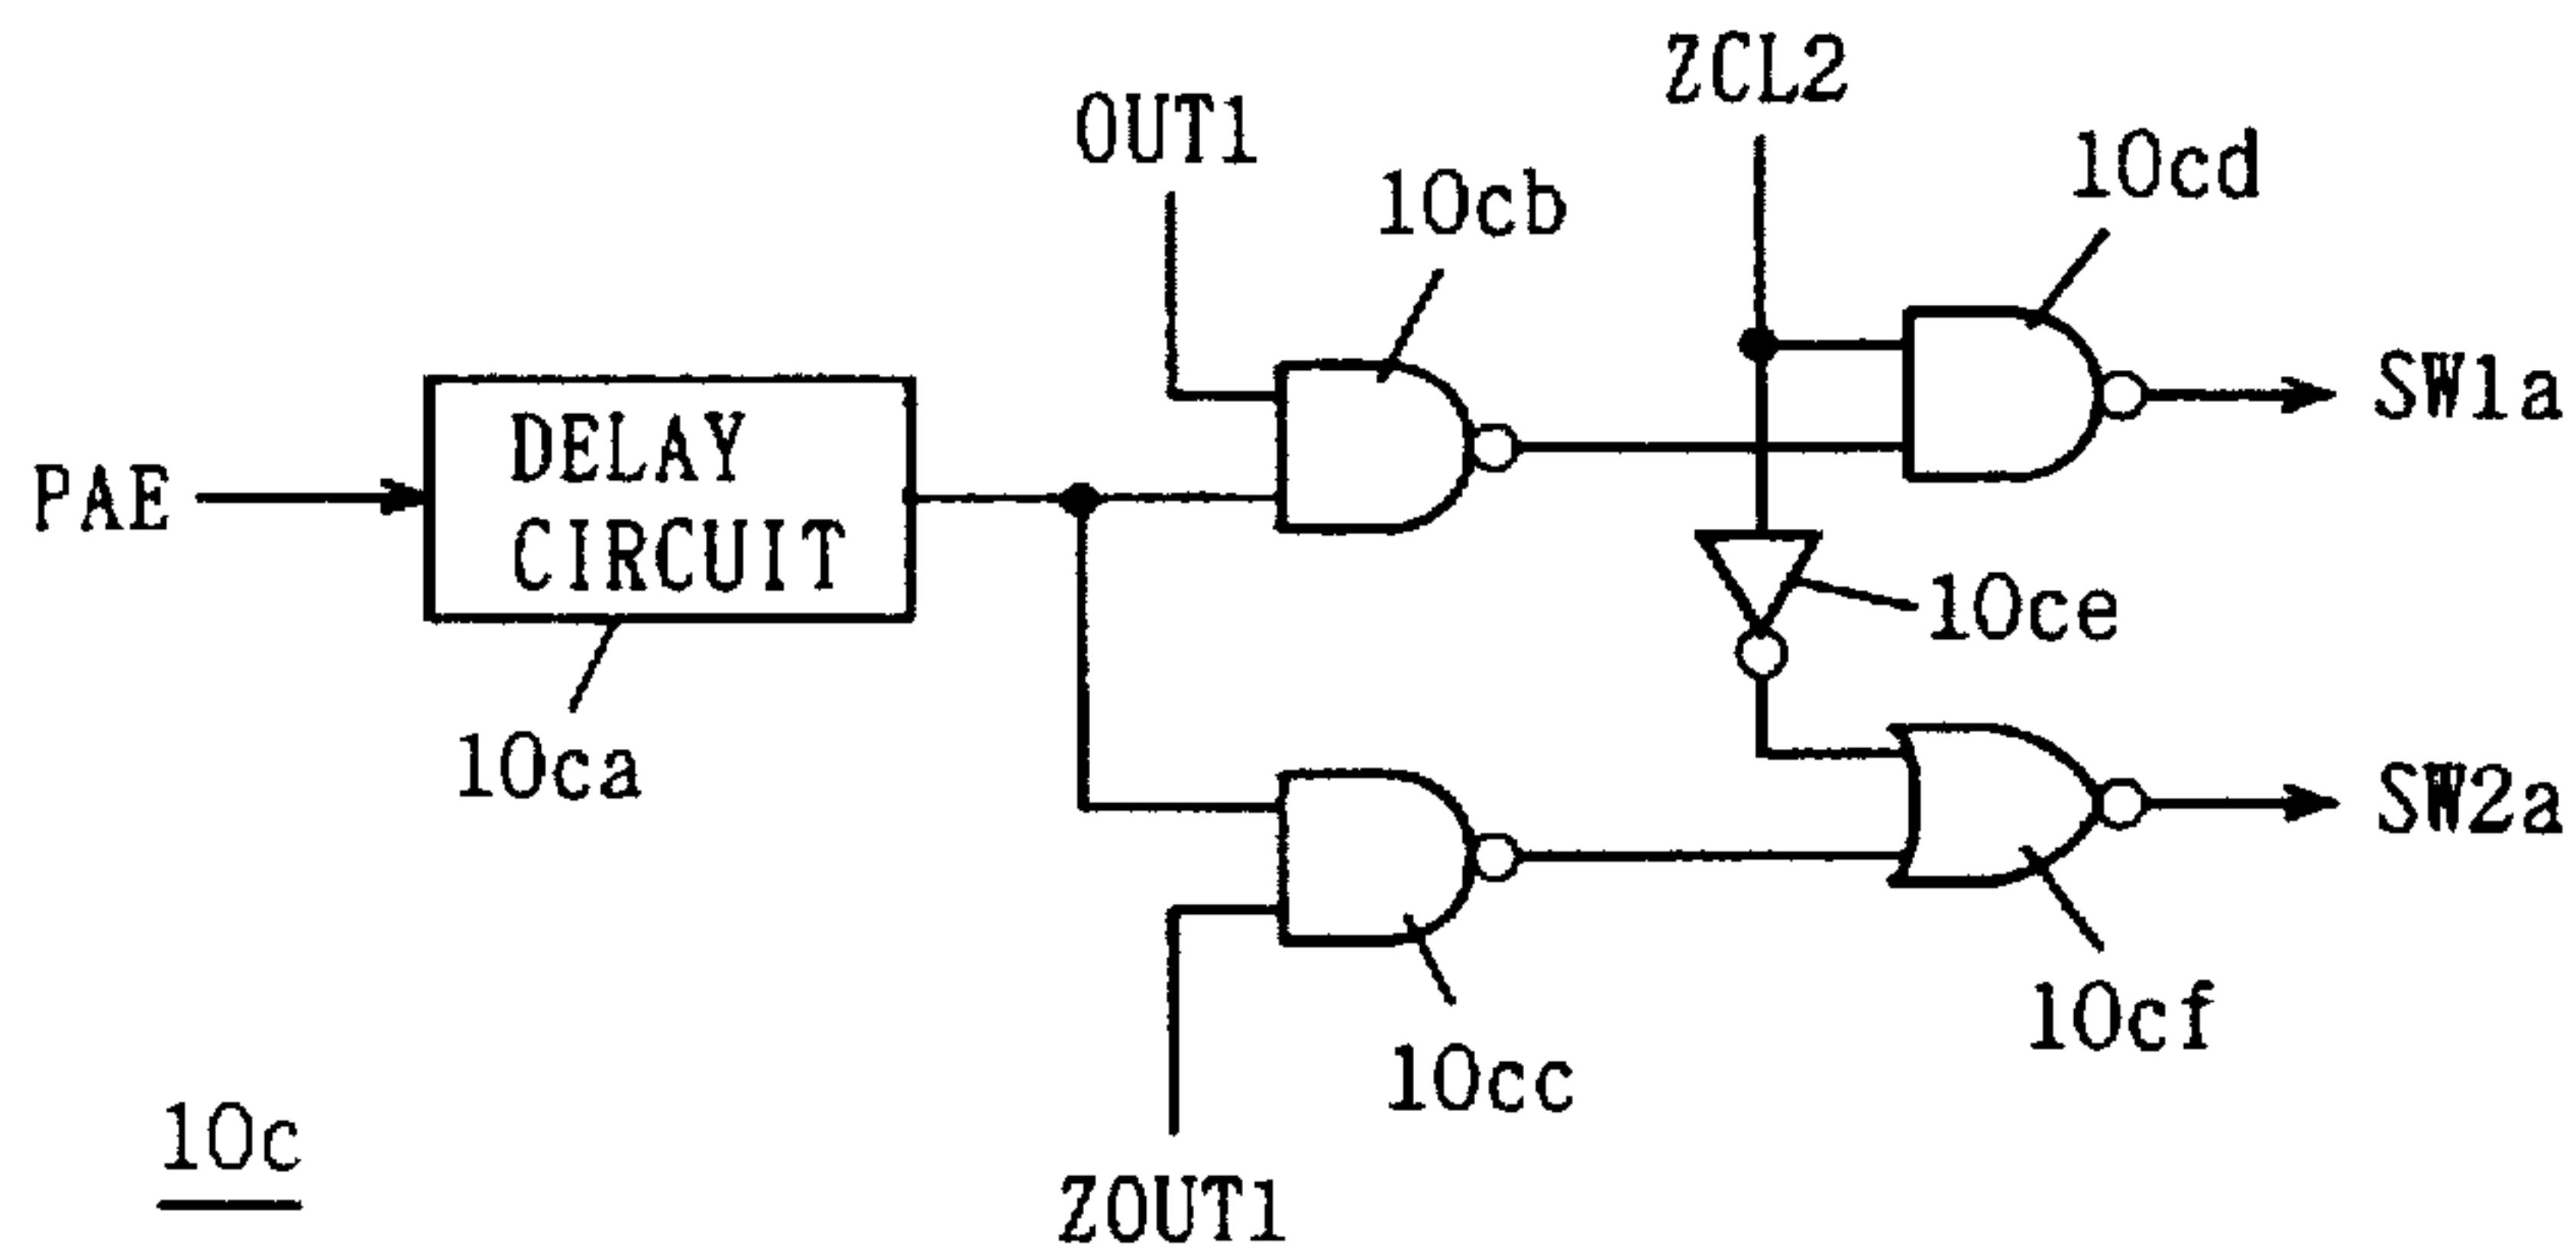 ZCL2
OUT1
10cb
10cd
SW1a
PAE
DELAY
CIRCUIT
10ce
10ca
SW2a
10cf
10cc
10c
ZOUT1